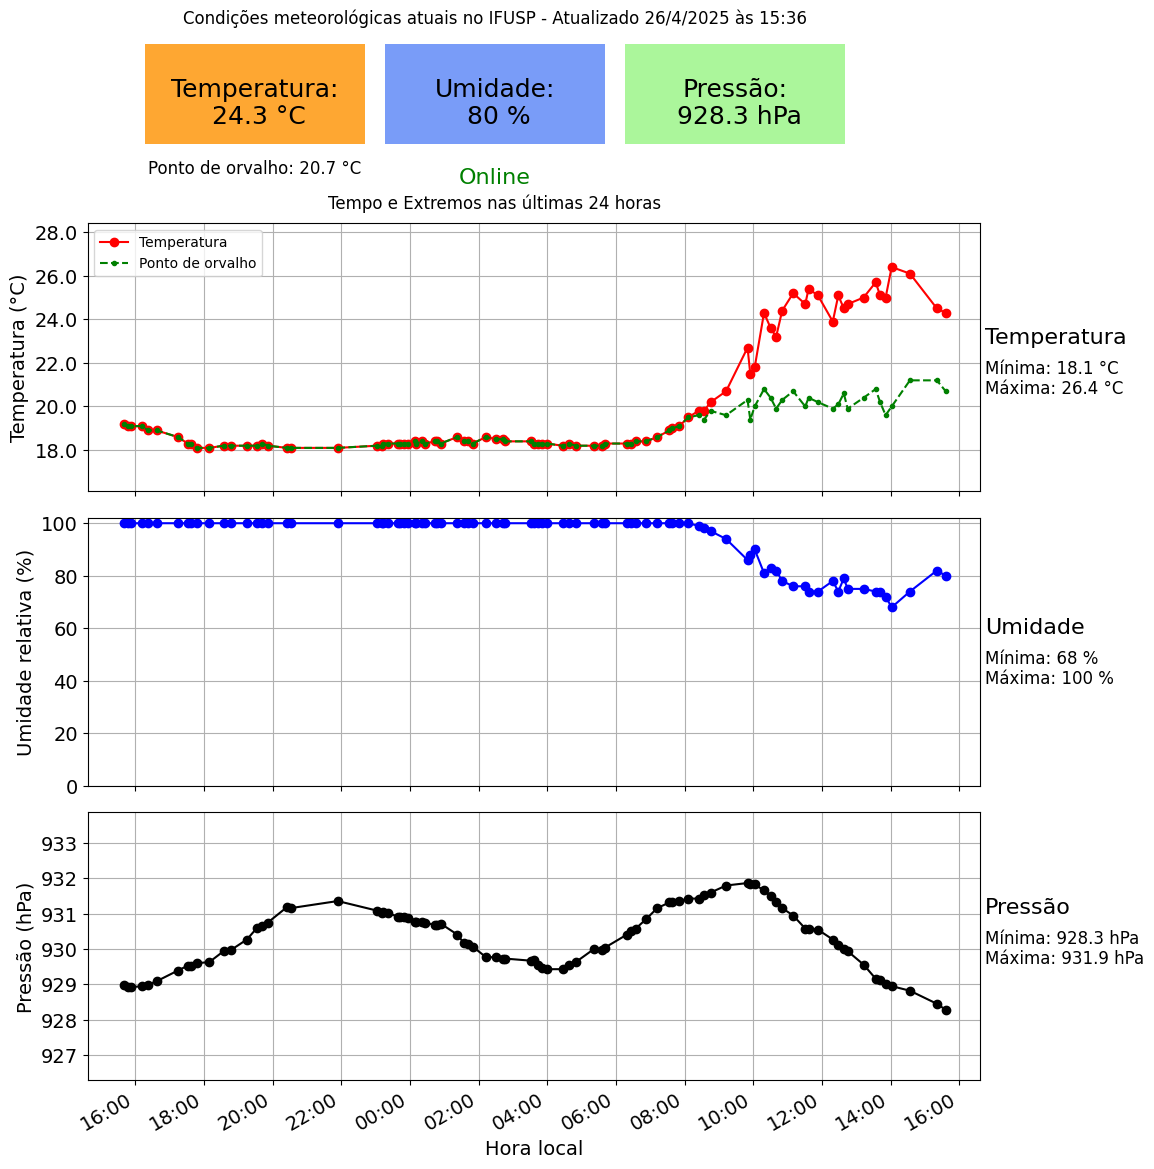 Condições meteorológicas atuais no IFUSP - Atualizado 26/4/2025 às 15:36
Temperatura:
24.3 °C
Umidade:
80 %
Pressão:
928.3 hPa
Ponto de orvalho: 20.7 °C
Online
Tempo e Extremos nas últimas 24 horas
Temperatura (°C)
28.0
26.0
24.0
22.0
20.0
18.0
Temperatura
Ponto de orvalho
Temperatura
Mínima: 18.1 °C
Máxima: 26.4 °C
Umidade relativa (%)
100
80
60
40
20
0
Umidade
Mínima: 68 %
Máxima: 100 %
Pressão (hPa)
933
932
931
930
929
928
927
Pressão
Mínima: 928.3 hPa
Máxima: 931.9 hPa
16:00
18:00
20:00
22:00
00:00
02:00
04:00
06:00
08:00
10:00
12:00
14:00
16:00
Hora local